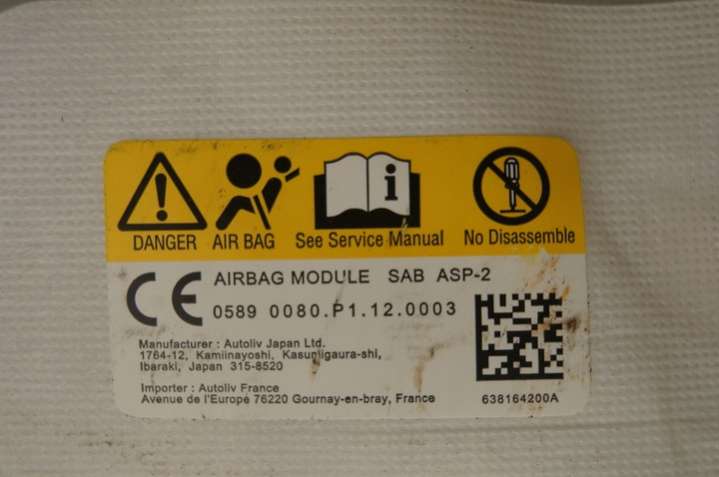 DANGER AIR BAG See Service Manual No Disassemble
CE AIRBAG MODULE SAB ASP-2
0589 0080.P1.12.0003
Manufacturer : Autoliv Japan Ltd.
1764-12, Kamiinayoshi, Kasumigaura-shi,
Ibaraki, Japan 315-8520
Importer : Autoliv France
Avenue de l'Europé 76220 Gournay-en-bray, France
638164200A